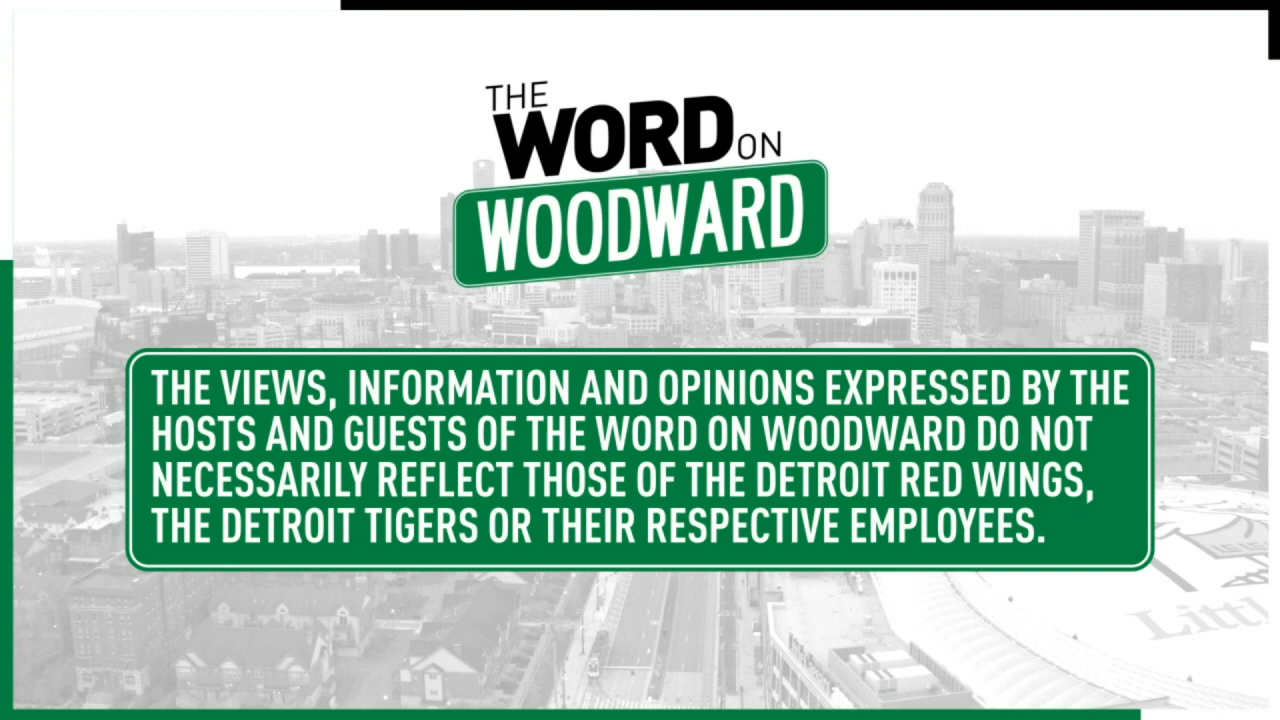 THE
WORD ON
WOODWARD
THE VIEWS, INFORMATION AND OPINIONS EXPRESSED BY THE
HOSTS AND GUESTS OF THE WORD ON WOODWARD DO NOT
NECESSARILY REFLECT THOSE OF THE DETROIT RED WINGS,
THE DETROIT TIGERS OR THEIR RESPECTIVE EMPLOYEES.
Littl